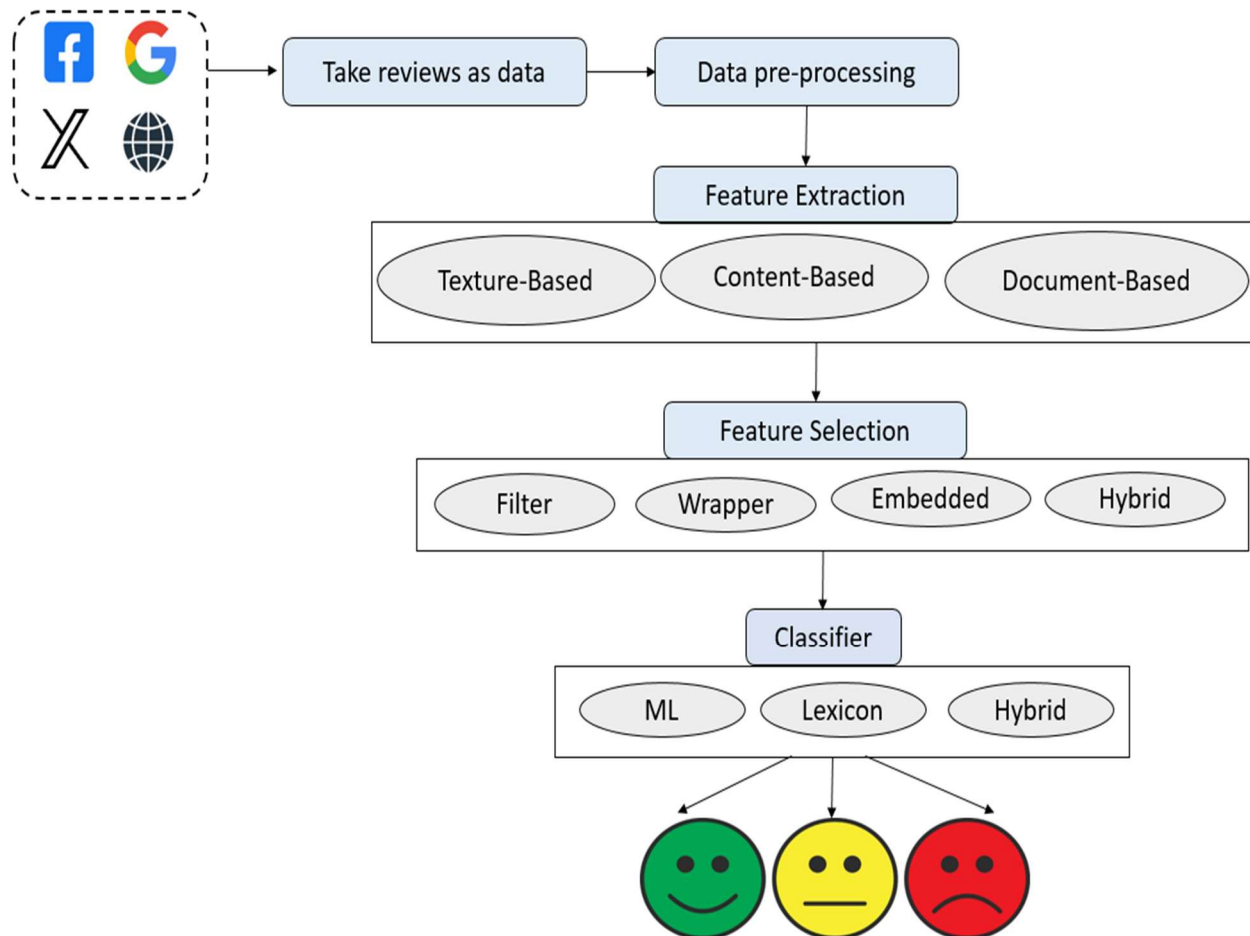 Take reviews as data
Data pre-processing
Feature Extraction
Texture-Based
Content-Based
Document-Based
Feature Selection
Filter
Wrapper
Embedded
Hybrid
Classifier
ML
Lexicon
Hybrid